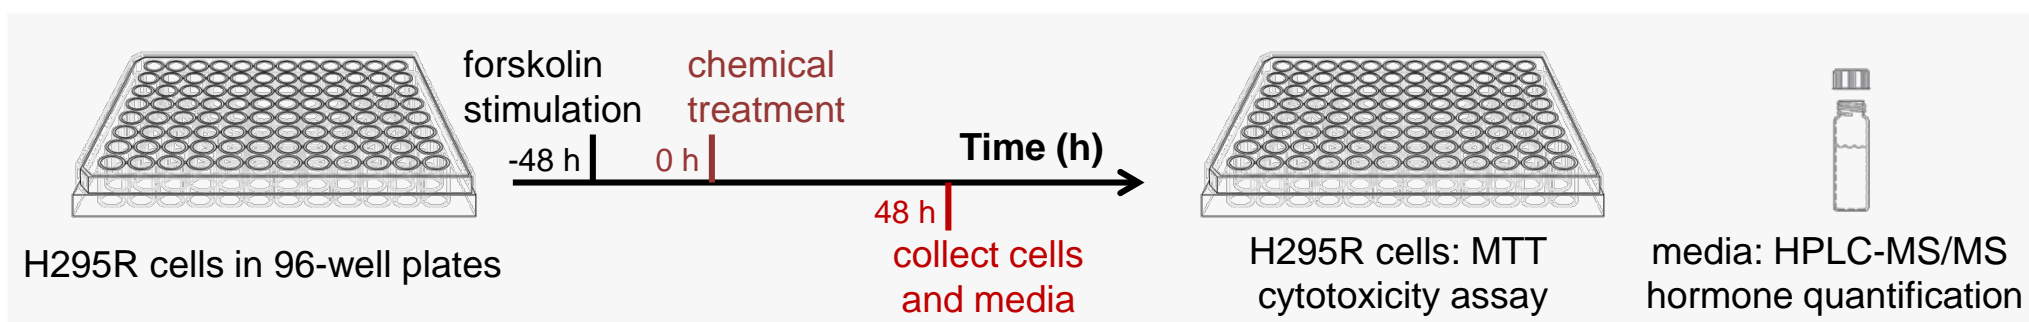 forskolin
stimulation
chemical
treatment
-48 h
0 h
Time (h)
48 h
collect cells
and media
H295R cells in 96-well plates
H295R cells: MTT
cytotoxicity assay
media: HPLC-MS/MS
hormone quantification